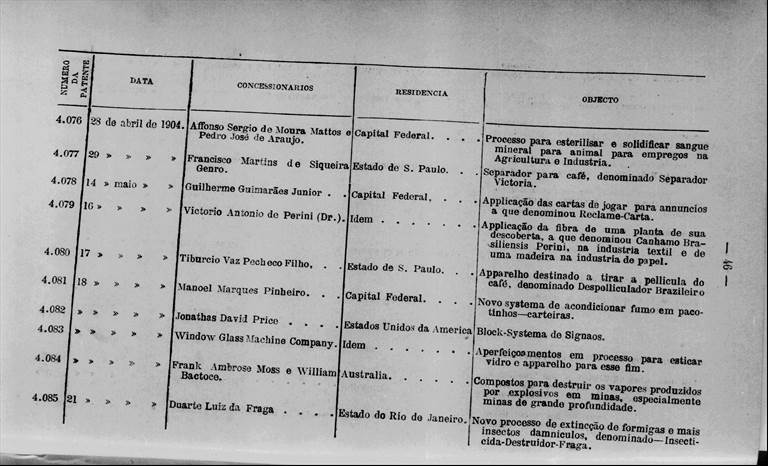 NUMERO DA PATENTE DATA CONCESSIONARIOS RESIDENCIA OBJECTO
4.076 28 de abril de 1904. Affonso Sergio de Moura Mattos e Capital Federal. . . . Processo para esterilisar e solidificar sangue
Pedro José de Araujo. mineral para animal para empregos na
Agricultura e Industria.
4.077 29 » » » » Francisco Martins de Siqueira Estado de S. Paulo. . . Separador para café, denominado Separador
Genro. Victoria.
4.078 14 » maio » » Guilherme Guimarães Junior . . Capital Federal. . . . Applicação das cartas de jogar para annuncios
a que denominou Reclame-Carta.
4.079 16 » » » » Victorio Antonio de Perini (Dr.). Idem . . . . . . . Applicação da fibra de uma planta de sua
descoberta, a que denominou Canhamo Bra-
siliensis Perini, na industria textil e de
uma madeira na industria de papel.
4.080 17 » » » » Tiburcio Vaz Pecheco Filho. . . Estado de S. Paulo. . . Apparelho destinado a tirar a pellicula do
café, denominado Despolliculador Brazileiro
4.081 18 » » » » Manoel Marques Pinheiro. . . Capital Federal. . . . Novo systema de acondicionar fumo em paco-
tinhos—carteiras.
4.082 » » » » » Jonathas David Price . . . . Estados Unidos da America Block-Systema de Signaos.
4.083 » » » » » Window Glass Machine Company. Idem . . . . . . . Aperfeiçoamentos em processo para esticar
vidro e apparelho para esse fim.
4.084 » » » » » Frank Ambrose Moss e William Australia. . . . . . . Compostos para destruir os vapores produzidos
Bactoce. por explosivos em minas, especialmente
minas de grande profundidade.
4.085 21 » » » » Duarte Luiz da Fraga . . . . Estado do Rio de Janeiro. Novo processo de extincção de formigas e mais
insectos damniculos, denominado—Insecti-
cida-Destruidor-Fraga.
— 46 —